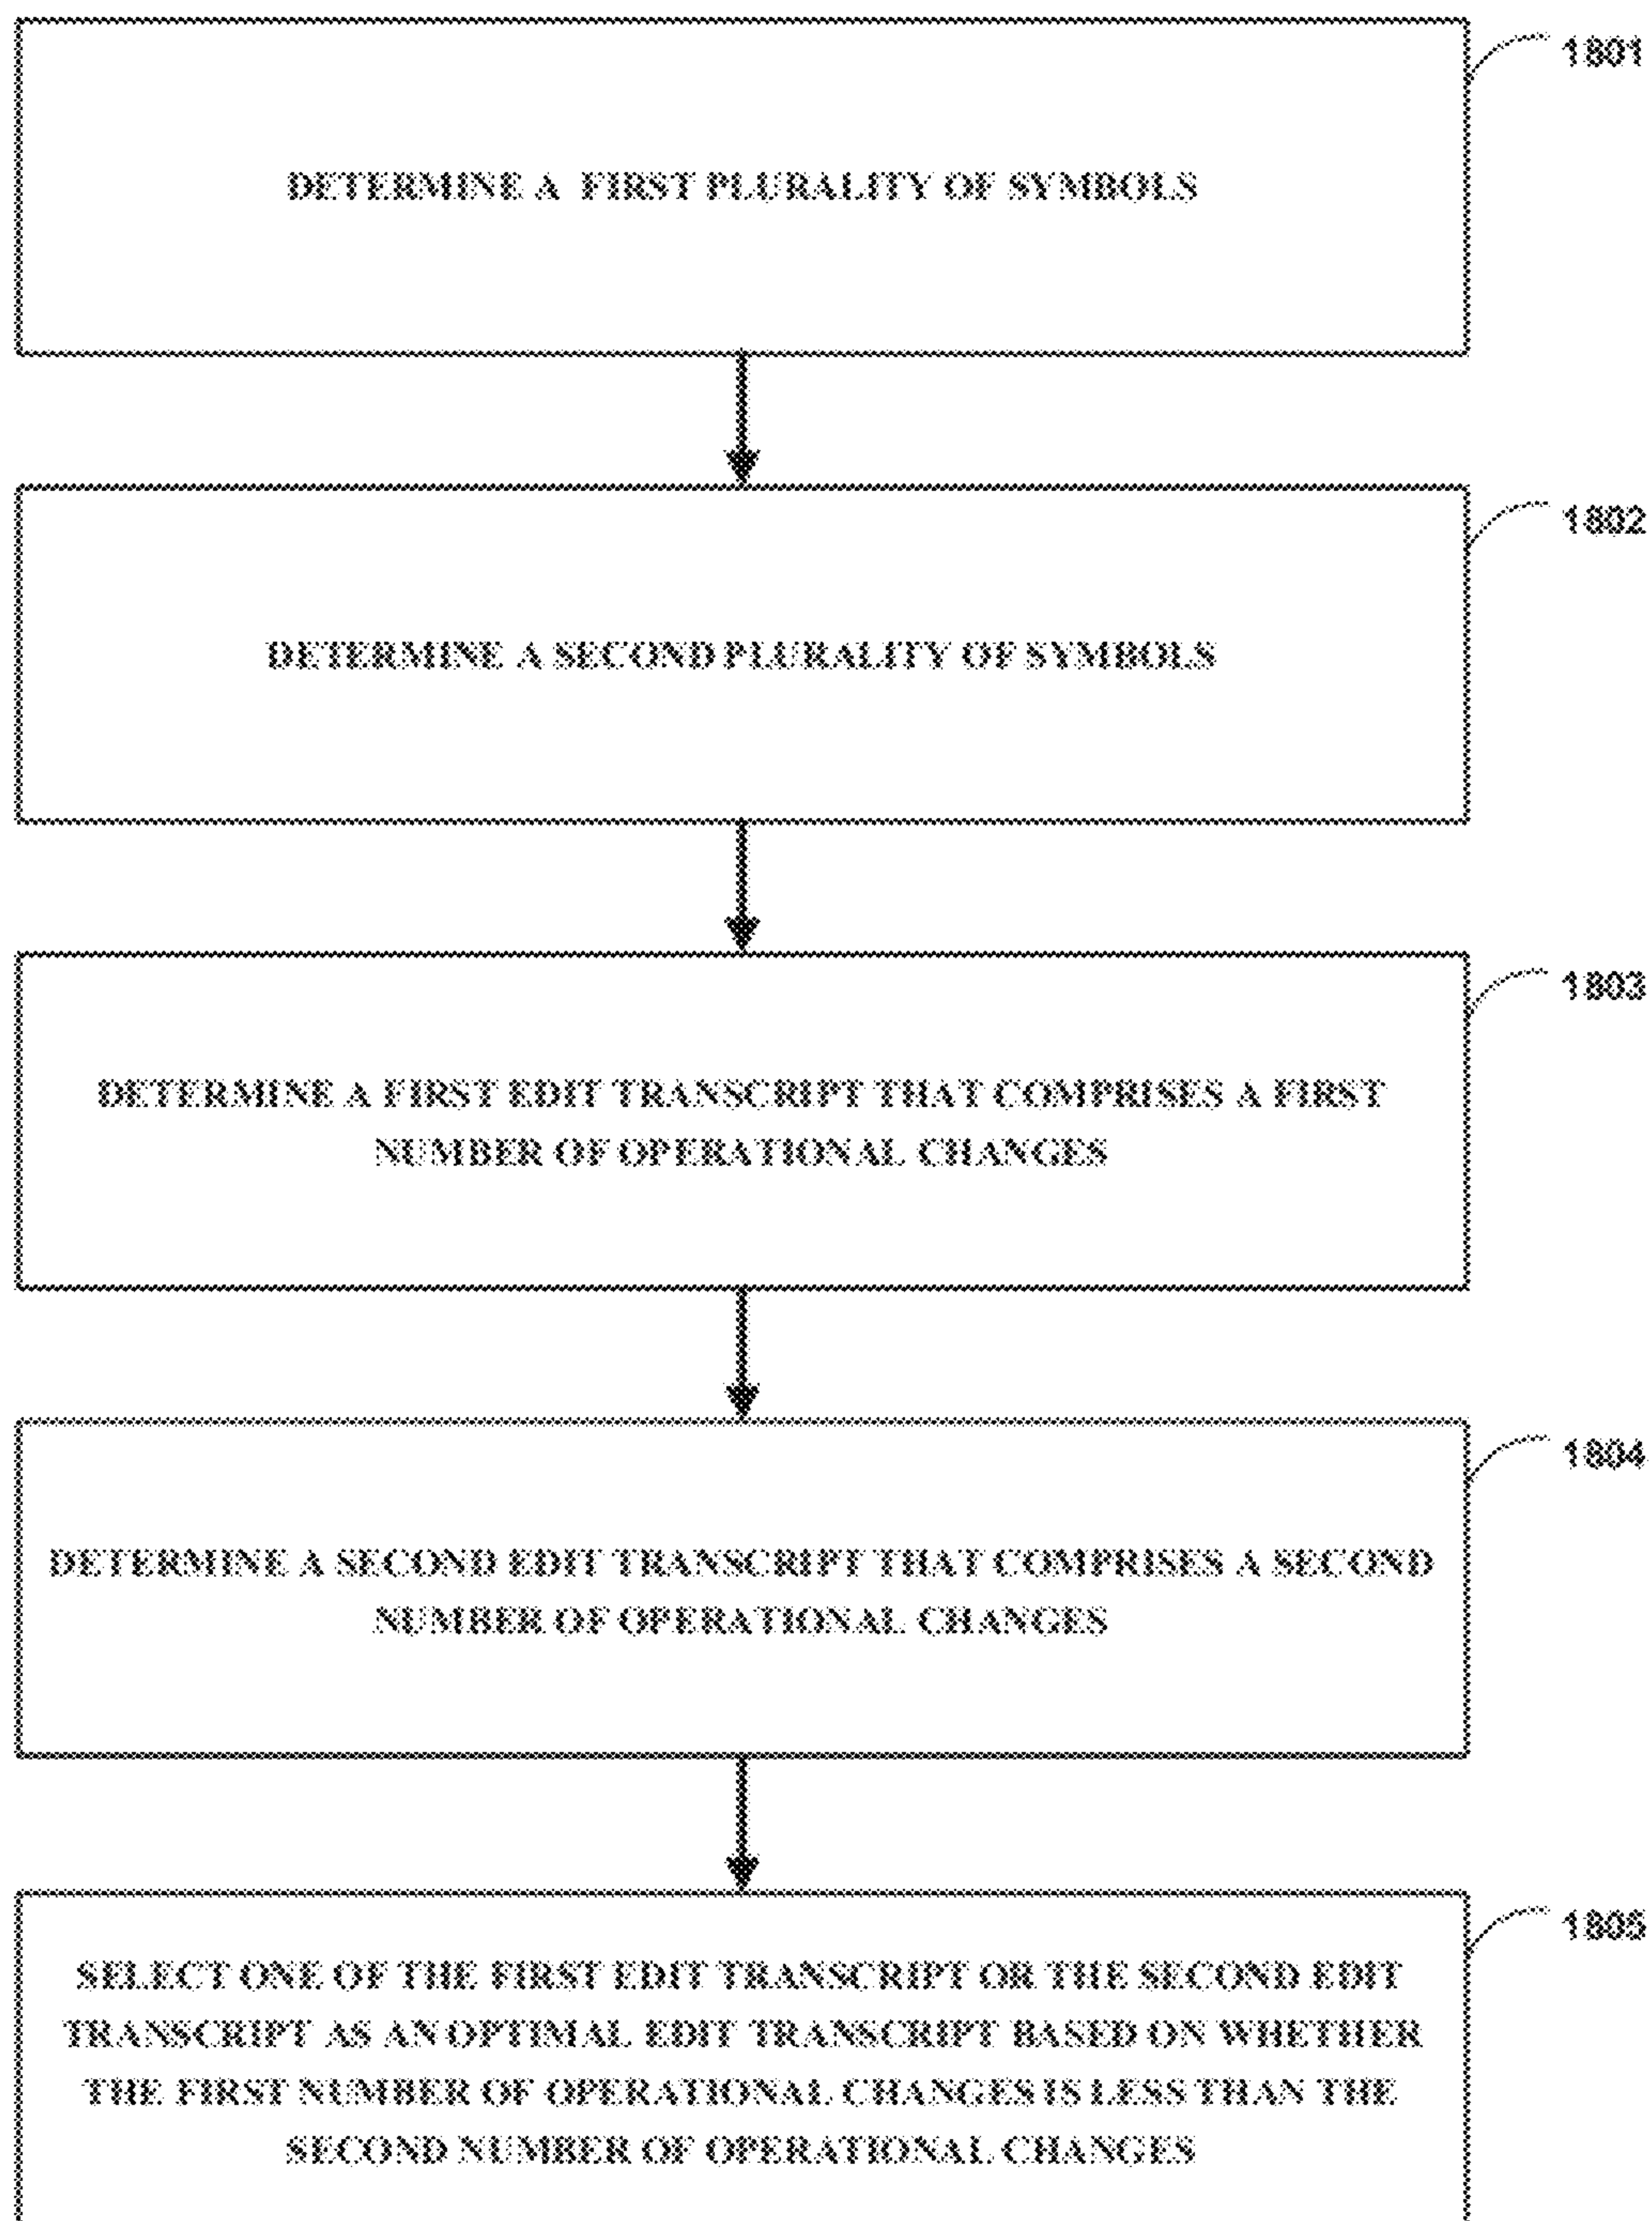 1801
DETERMINE A FIRST PLURALITY OF SYMBOLS
1802
DETERMINE A SECOND PLURALITY OF SYMBOLS
1803
DETERMINE A FIRST EDIT TRANSCRIPT THAT COMPRISES A FIRST
NUMBER OF OPERATIONAL CHANGES
1804
DETERMINE A SECOND EDIT TRANSCRIPT THAT COMPRISES A SECOND
NUMBER OF OPERATIONAL CHANGES
1805
SELECT ONE OF THE FIRST EDIT TRANSCRIPT OR THE SECOND EDIT
TRANSCRIPT AS AN OPTIMAL EDIT TRANSCRIPT BASED ON WHETHER
THE FIRST NUMBER OF OPERATIONAL CHANGES IS LESS THAN THE
SECOND NUMBER OF OPERATIONAL CHANGES